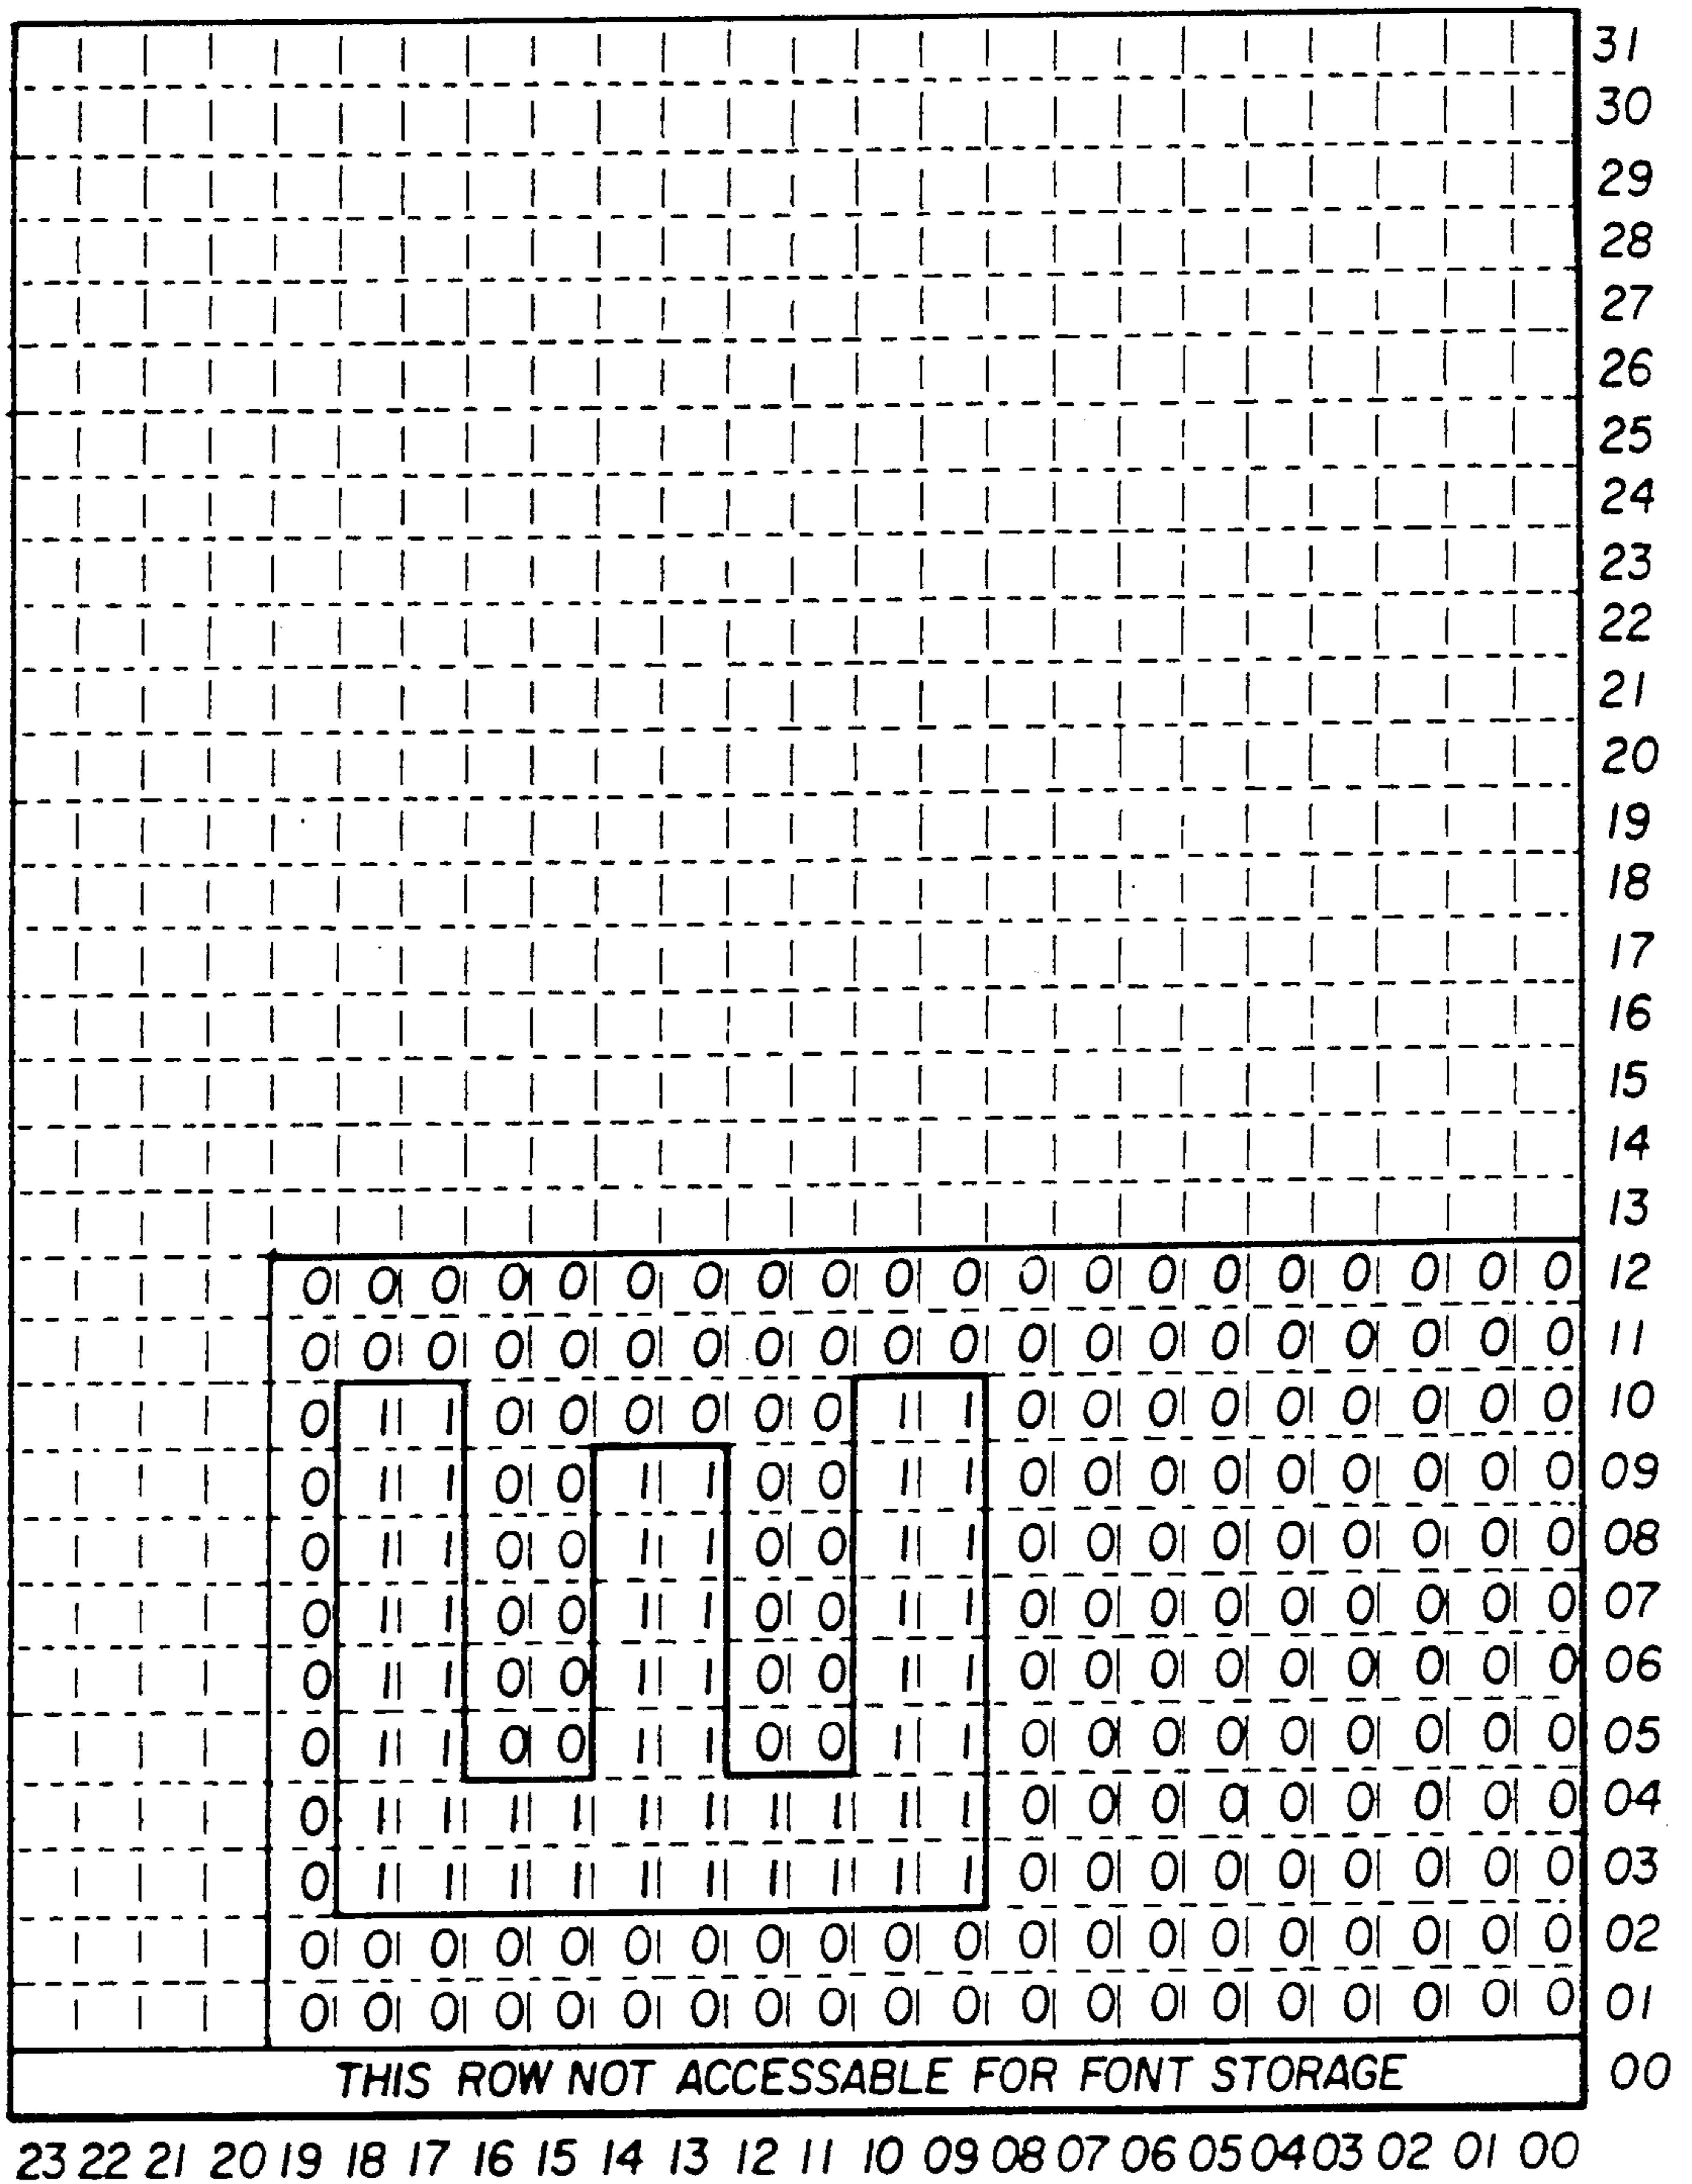 31
30
29
28
27
26
25
24
23
22
21
20
19
18
17
16
15
14
13
0 0 0 0 0 0 0 0 0 0 0 0 0 0 0 0 0 0 0 0 12
0 0 0 0 0 0 0 0 0 0 0 0 0 0 0 0 0 0 0 0 11
0 1 1 0 0 0 0 0 0 1 1 0 0 0 0 0 0 0 0 0 10
0 1 1 0 0 1 1 0 0 1 1 0 0 0 0 0 0 0 0 0 09
0 1 1 0 0 1 1 0 0 1 1 0 0 0 0 0 0 0 0 0 08
0 1 1 0 0 1 1 0 0 1 1 0 0 0 0 0 0 0 0 0 07
0 1 1 0 0 1 1 0 0 1 1 0 0 0 0 0 0 0 0 0 06
0 1 1 0 0 1 1 0 0 1 1 0 0 0 0 0 0 0 0 0 05
0 1 1 1 1 1 1 1 1 1 1 0 0 0 0 0 0 0 0 0 04
0 1 1 1 1 1 1 1 1 1 1 0 0 0 0 0 0 0 0 0 03
0 0 0 0 0 0 0 0 0 0 0 0 0 0 0 0 0 0 0 0 02
0 0 0 0 0 0 0 0 0 0 0 0 0 0 0 0 0 0 0 0 01
THIS ROW NOT ACCESSABLE FOR FONT STORAGE 00
23 22 21 20 19 18 17 16 15 14 13 12 11 10 09 08 07 06 05 04 03 02 01 00